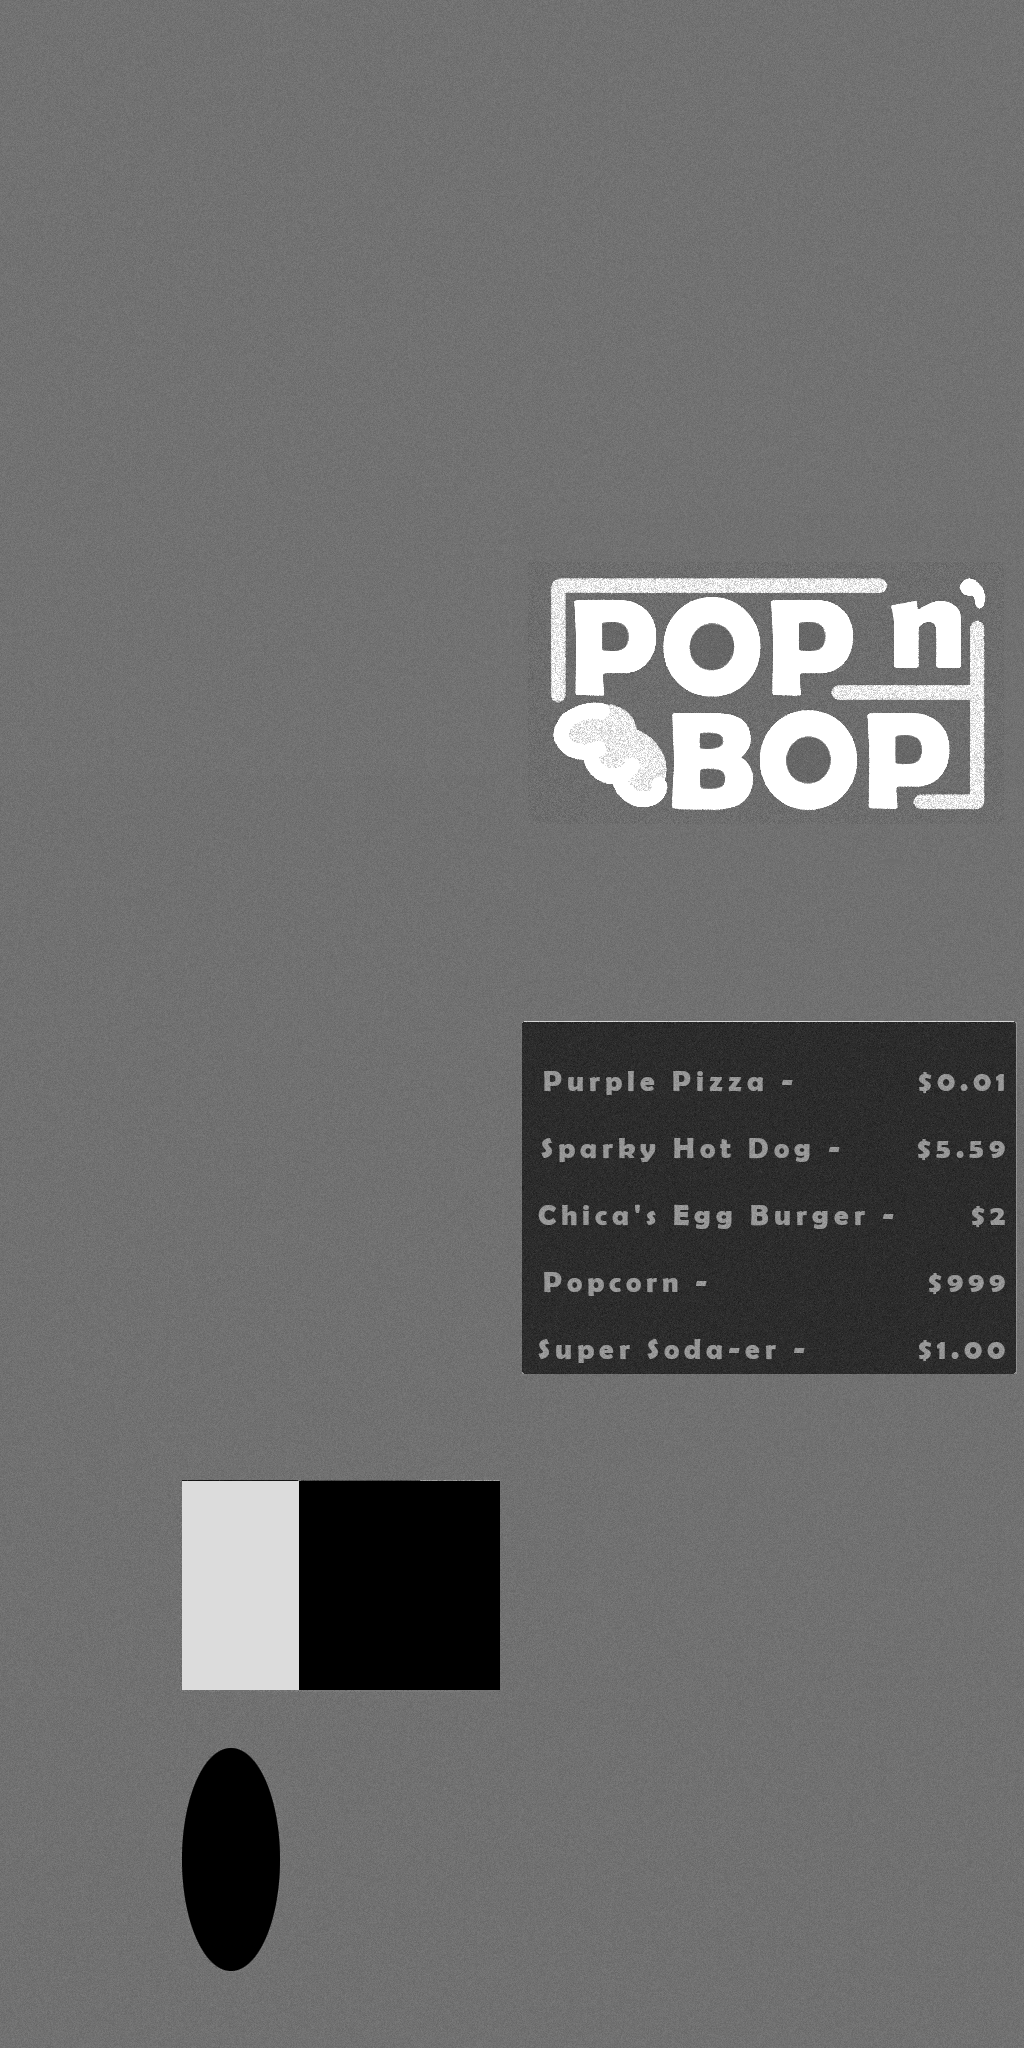 POP n'
BOP
Purple Pizza - $0.01
Sparky Hot Dog - $5.59
Chica's Egg Burger - $2
Popcorn - $999
Super Soda-er - $1.00